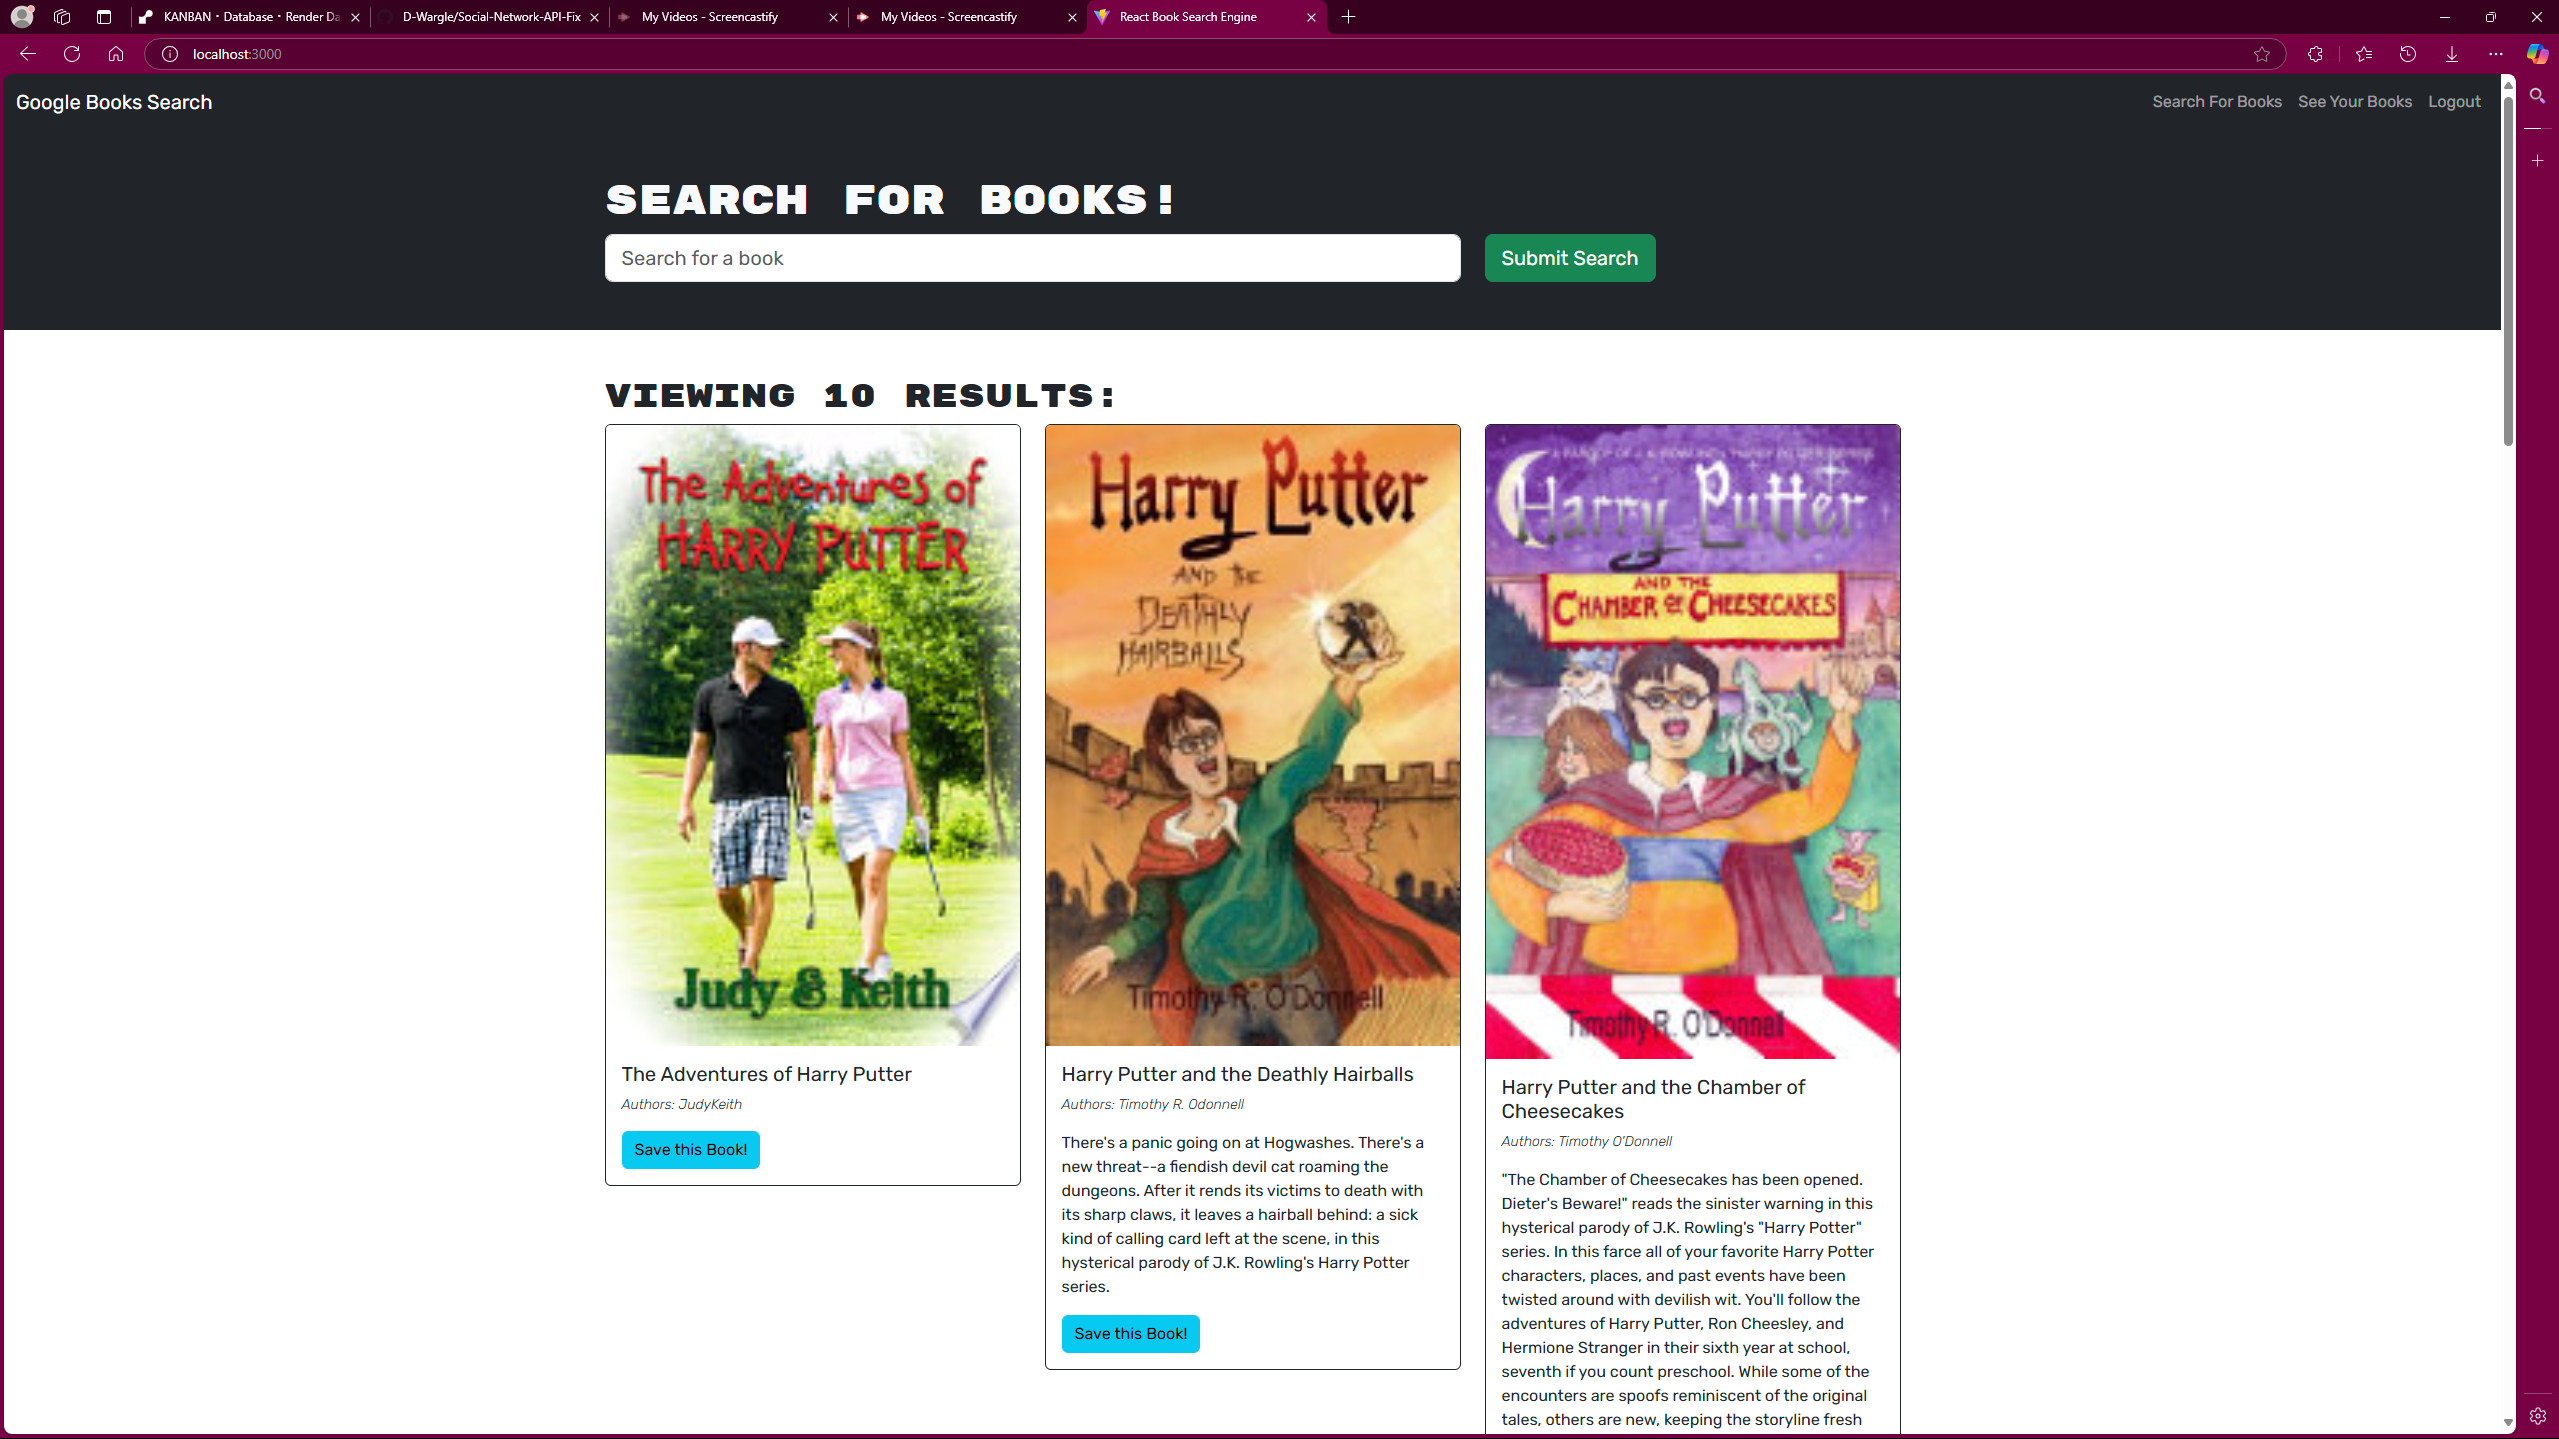 KANBAN · Database · Render Da
D-Wargle/Social-Network-API-Fix
My Videos - Screencastify
My Videos - Screencastify
React Book Search Engine
localhost:3000
Google Books Search
Search For Books
See Your Books
Logout
SEARCH FOR BOOKS!
Search for a book
Submit Search
VIEWING 10 RESULTS:
The Adventures of
HARRY PUTTER
Judy & Keith
The Adventures of Harry Putter
Authors: JudyKeith
Save this Book!
Harry Putter
AND THE
DEATHLY
HAIRBALLS
Timothy R. O'Donnell
Harry Putter and the Deathly Hairballs
Authors: Timothy R. Odonnell
There's a panic going on at Hogwashes. There's a
new threat--a fiendish devil cat roaming the
dungeons. After it rends its victims to death with
its sharp claws, it leaves a hairball behind: a sick
kind of calling card left at the scene, in this
hysterical parody of J.K. Rowling's Harry Potter
series.
Save this Book!
A PARODY OF J.K. ROWLING'S HARRY POTTER SERIES
Harry Putter
AND THE
CHAMBER OF CHEESECAKES
Timothy R. O'Donnell
Harry Putter and the Chamber of
Cheesecakes
Authors: Timothy O'Donnell
"The Chamber of Cheesecakes has been opened.
Dieter's Beware!" reads the sinister warning in this
hysterical parody of J.K. Rowling's "Harry Potter"
series. In this farce all of your favorite Harry Potter
characters, places, and past events have been
twisted around with devilish wit. You'll follow the
adventures of Harry Putter, Ron Cheesley, and
Hermione Stranger in their sixth year at school,
seventh if you count preschool. While some of the
encounters are spoofs reminiscent of the original
tales, others are new, keeping the storyline fresh